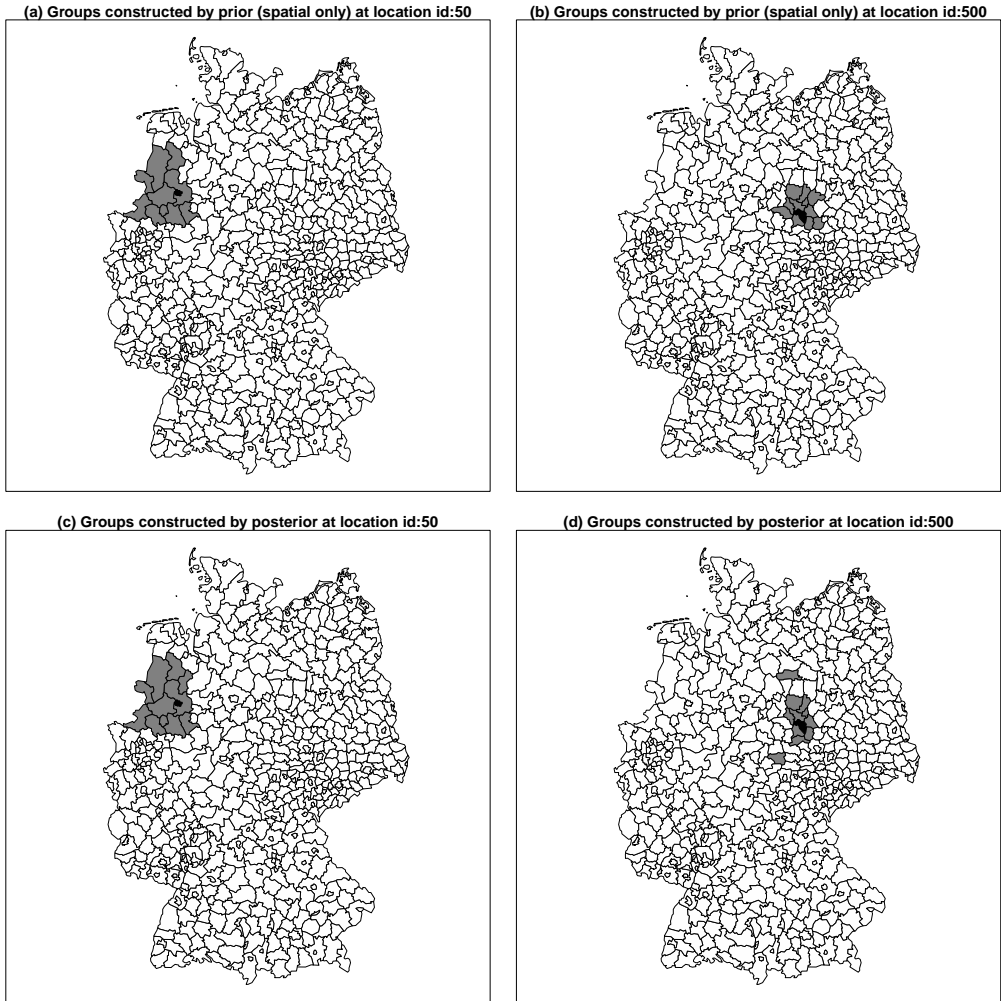 (a) Groups constructed by prior (spatial only) at location id:50
(b) Groups constructed by prior (spatial only) at location id:500
(c) Groups constructed by posterior at location id:50
(d) Groups constructed by posterior at location id:500